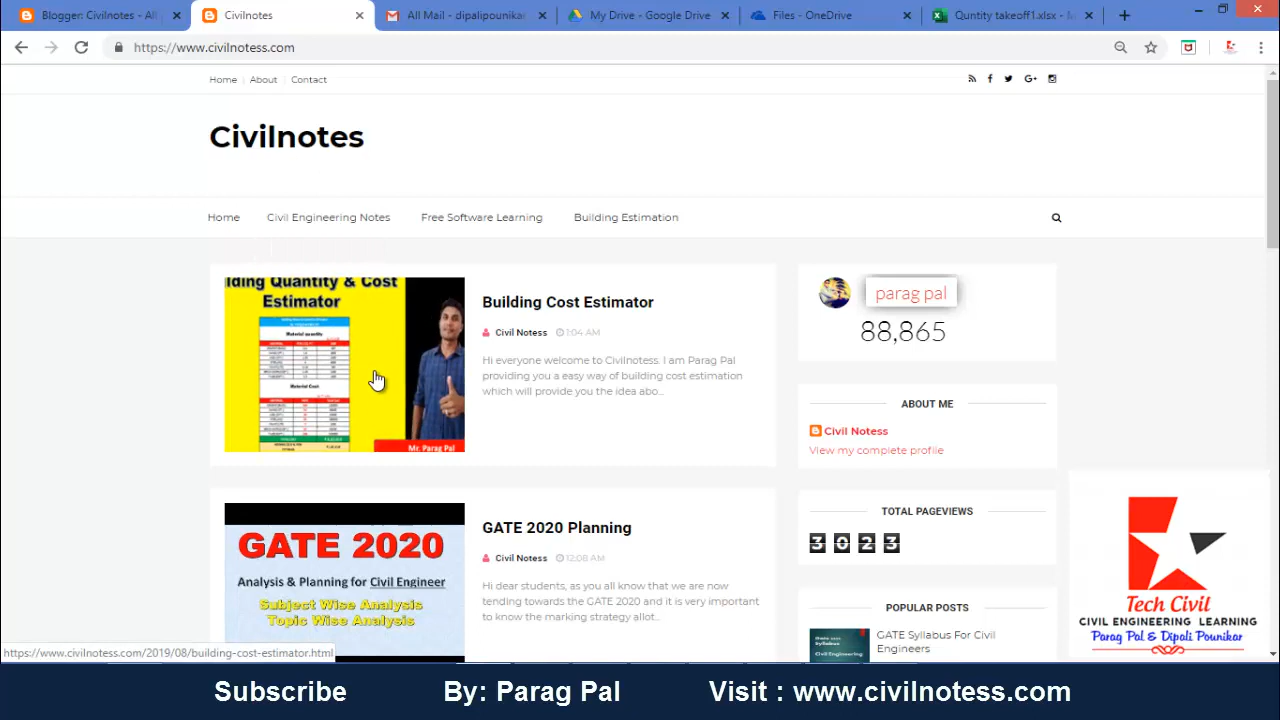 Blogger: Civilnotes - All
Civilnotes
All Mail - dipalipounikar
My Drive - Google Drive
Files - OneDrive
Quntity takeoff1.xlsx -
https://www.civilnotess.com
Home
About
Contact
Civilnotes
Home
Civil Engineering Notes
Free Software Learning
Building Estimation
ilding Quantity & Cost
Estimator
Material quantity
Material Cost
Mr. Parag Pal
Building Cost Estimator
Civil Notess 1:04 AM
Hi everyone welcome to Civilnotess. I am Parag Pal
providing you a easy way of building cost estimation
which will provide you the idea abo...
parag pal
88,865
ABOUT ME
Civil Notess
View my complete profile
GATE 2020
Analysis & Planning for Civil Engineer
Subject Wise Analysis
Topic Wise Analysis
GATE 2020 Planning
Civil Notess 12:08 AM
Hi dear students, as you all know that we are now
tending towards the GATE 2020 and it is very important
to know the marking strategy allot...
TOTAL PAGEVIEWS
3023
POPULAR POSTS
GATE Syllabus For Civil
Engineers
Tech Civil
CIVIL ENGINEERING LEARNING
Parag Pal & Dipali Pounikar
https://www.civilnotess.com/2019/08/building-cost-estimator.html
Subscribe
By: Parag Pal
Visit : www.civilnotess.com